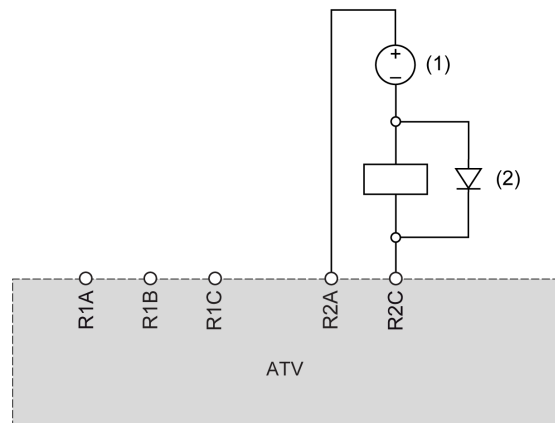 +
(1)
−
(2)
R1A
R1B
R1C
R2A
R2C
ATV